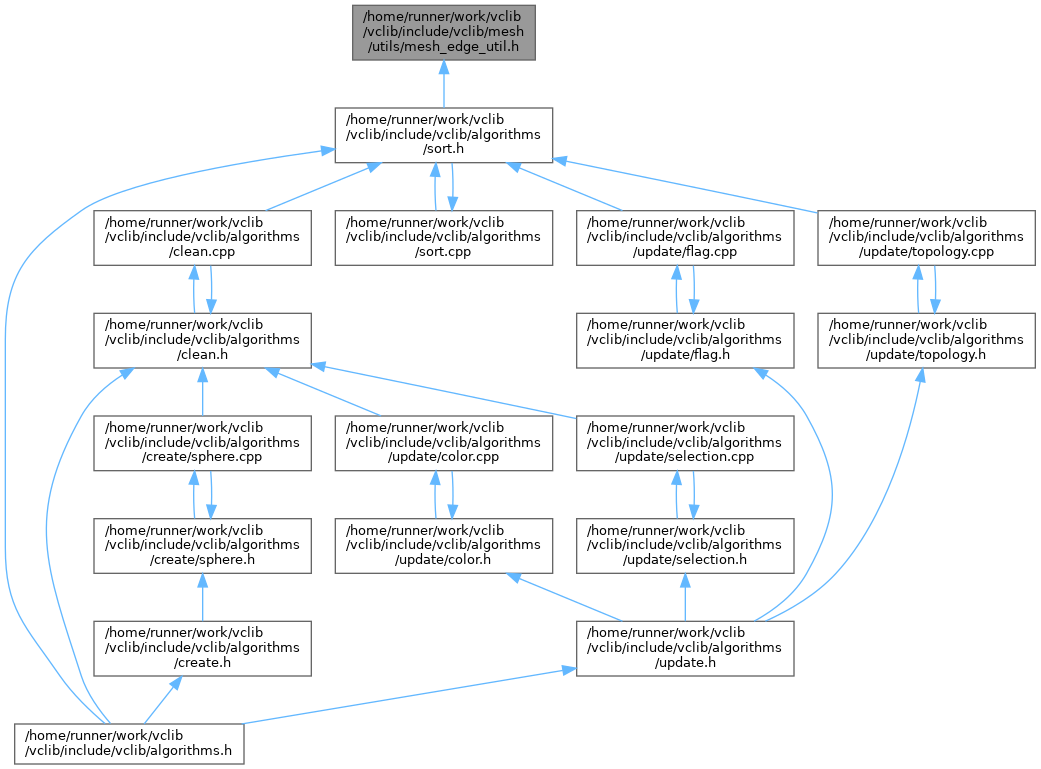 /home/runner/work/vclib
/vclib/include/vclib/mesh
/utils/mesh_edge_util.h
/home/runner/work/vclib
/vclib/include/vclib/algorithms
/sort.h
/home/runner/work/vclib
/vclib/include/vclib/algorithms
/clean.cpp
/home/runner/work/vclib
/vclib/include/vclib/algorithms
/sort.cpp
/home/runner/work/vclib
/vclib/include/vclib/algorithms
/update/flag.cpp
/home/runner/work/vclib
/vclib/include/vclib/algorithms
/update/topology.cpp
/home/runner/work/vclib
/vclib/include/vclib/algorithms
/clean.h
/home/runner/work/vclib
/vclib/include/vclib/algorithms
/update/flag.h
/home/runner/work/vclib
/vclib/include/vclib/algorithms
/update/topology.h
/home/runner/work/vclib
/vclib/include/vclib/algorithms
/create/sphere.cpp
/home/runner/work/vclib
/vclib/include/vclib/algorithms
/update/color.cpp
/home/runner/work/vclib
/vclib/include/vclib/algorithms
/update/selection.cpp
/home/runner/work/vclib
/vclib/include/vclib/algorithms
/create/sphere.h
/home/runner/work/vclib
/vclib/include/vclib/algorithms
/update/color.h
/home/runner/work/vclib
/vclib/include/vclib/algorithms
/update/selection.h
/home/runner/work/vclib
/vclib/include/vclib/algorithms
/create.h
/home/runner/work/vclib
/vclib/include/vclib/algorithms
/update.h
/home/runner/work/vclib
/vclib/include/vclib/algorithms.h